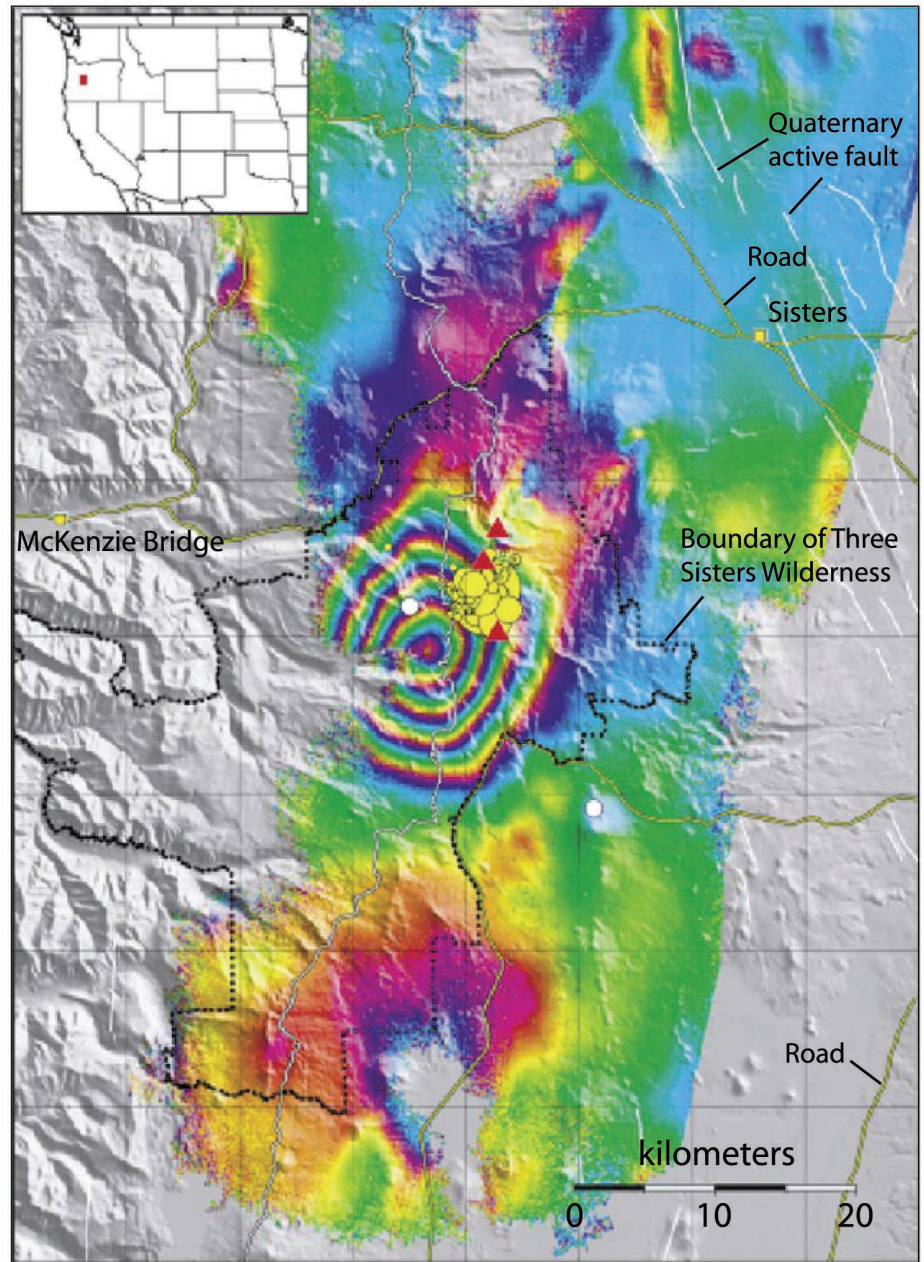 Quaternary
active fault
Road
Sisters
McKenzie Bridge
Boundary of Three
Sisters Wilderness
Road
kilometers
0 10 20